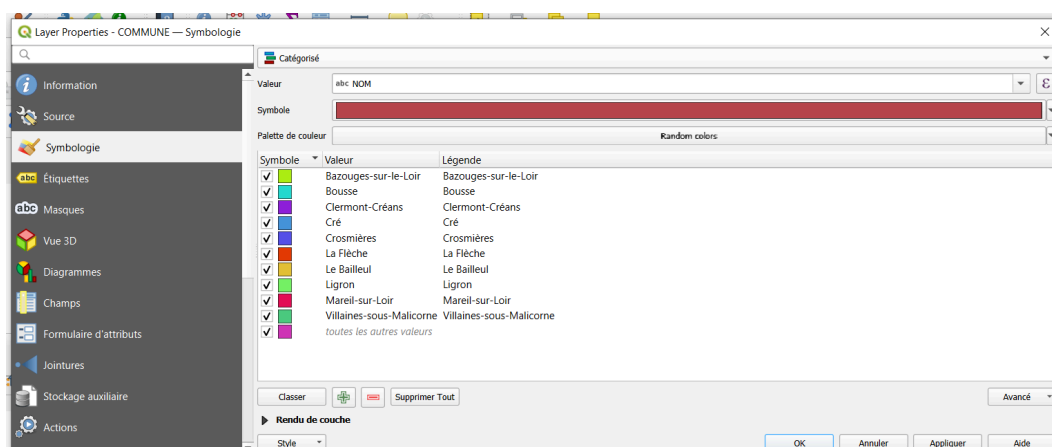 Layer Properties - COMMUNE — Symbologie
Catégorisé
Information
Source
Symbologie
abc Étiquettes
abc Masques
Vue 3D
Diagrammes
Champs
Formulaire d'attributs
Jointures
Stockage auxiliaire
Actions
Valeur abc NOM ε
Symbole
Palette de couleur Random colors
Symbole Valeur Légende
Bazouges-sur-le-Loir Bazouges-sur-le-Loir
Bousse Bousse
Clermont-Créans Clermont-Créans
Cré Cré
Crosmières Crosmières
La Flèche La Flèche
Le Bailleul Le Bailleul
Ligron Ligron
Mareil-sur-Loir Mareil-sur-Loir
Villaines-sous-Malicorne Villaines-sous-Malicorne
toutes les autres valeurs
Classer Supprimer Tout Avancé
Rendu de couche
Style OK Annuler Appliquer Aide